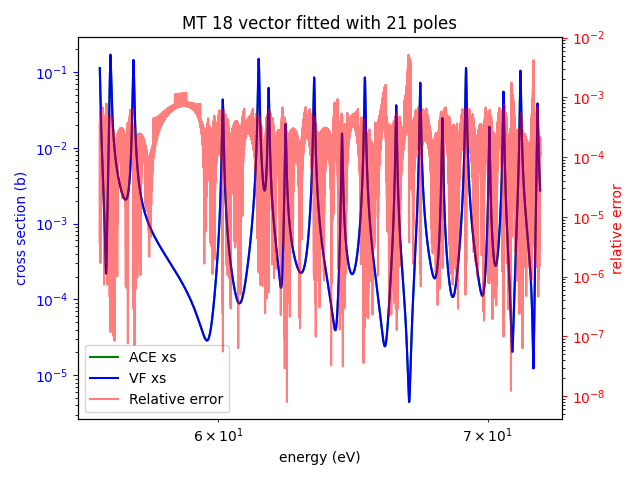 MT 18 vector fitted with 21 poles
10⁻¹
10⁻²
10⁻³
10⁻⁴
10⁻⁵
cross section (b)
10⁻²
10⁻³
10⁻⁴
10⁻⁵
10⁻⁶
10⁻⁷
10⁻⁸
relative error
ACE xs
VF xs
Relative error
6 × 10¹
7 × 10¹
energy (eV)